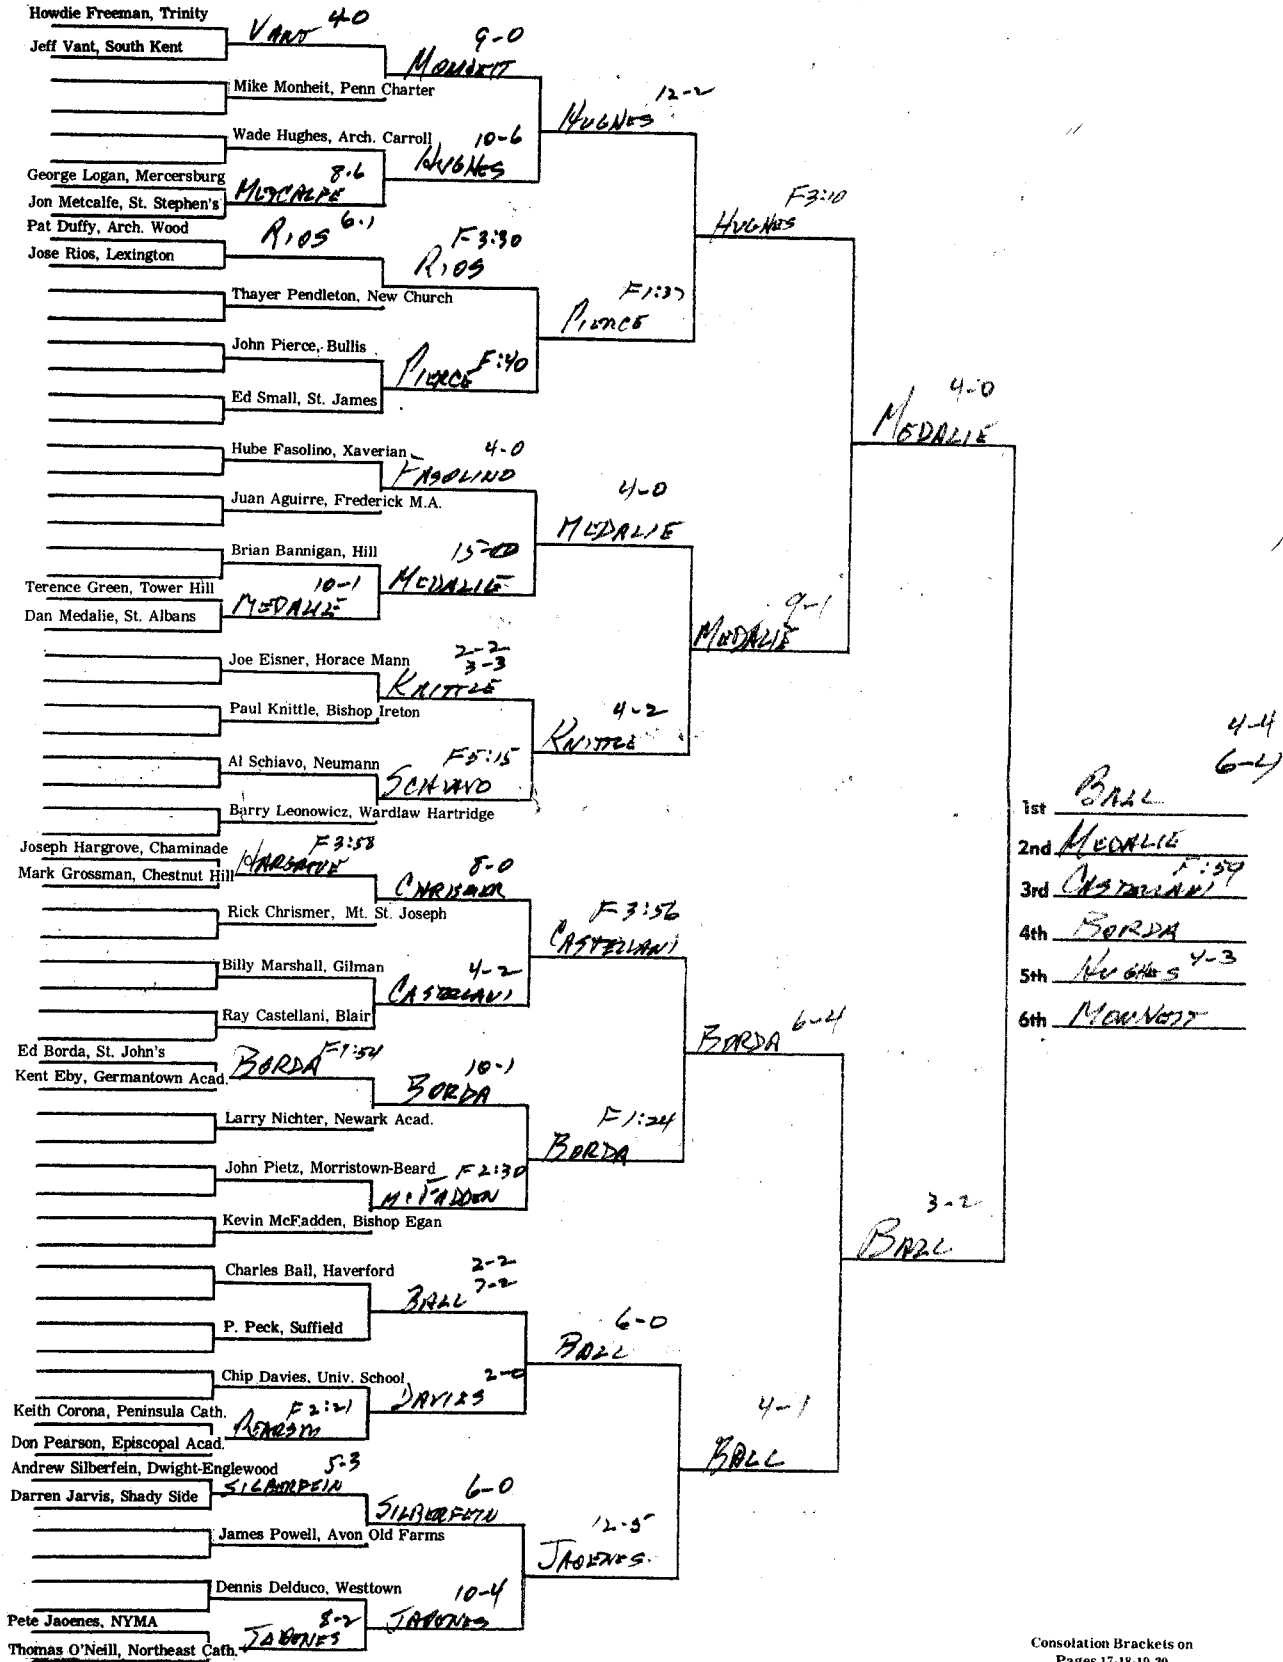 Howdie Freeman, Trinity
VANT 4-0
Jeff Vant, South Kent
9-0
MONHEIT
Mike Monheit, Penn Charter
12-2
HUGHES
Wade Hughes, Arch. Carroll
10-6
HUGHES
George Logan, Mercersburg
8-6
METCALFE
Jon Metcalfe, St. Stephen's
F3:10
HUGHES
Pat Duffy, Arch. Wood
RIOS 6-1
Jose Rios, Lexington
F3:30
RIOS
Thayer Pendleton, New Church
F1:37
PIERCE
John Pierce, Bullis
PIERCE F:40
Ed Small, St. James
4-0
MEDALIE
Hube Fasolino, Xaverian
4-0
FASOLINO
Juan Aguirre, Frederick M.A.
4-0
MEDALIE
Brian Bannigan, Hill
MEDALIE
Terence Green, Tower Hill
10-1
MEDALIE
Dan Medalie, St. Albans
9-1
MEDALIE
Joe Eisner, Horace Mann
2-2
3-3
KNITTLE
Paul Knittle, Bishop Ireton
4-2
KNITTLE
Al Schiavo, Neumann
F5:15
SCHIAVO
Barry Leonowicz, Wardlaw Hartridge
4-4
6-4
1st BALL
2nd MEDALIE
3rd CASTELLANI F:59
4th BORDA
5th HUGHES 4-3
6th MONHEIT
Joseph Hargrove, Chaminade
F3:58
HARGROVE
Mark Grossman, Chestnut Hill
8-0
CHRISMER
Rick Chrismer, Mt. St. Joseph
F3:56
CASTELLANI
Billy Marshall, Gilman
4-2
CASTELLANI
Ray Castellani, Blair
BORDA 6-4
Ed Borda, St. John's
BORDA F1:54
Kent Eby, Germantown Acad.
10-1
BORDA
Larry Nichter, Newark Acad.
F1:24
BORDA
John Pietz, Morristown-Beard
F2:30
McFADDEN
Kevin McFadden, Bishop Egan
3-2
BALL
Charles Ball, Haverford
2-2
BALL
P. Peck, Suffield
6-0
BALL
Chip Davies, Univ. School
2-0
DAVIES
Keith Corona, Peninsula Cath.
F2:21
PEARSON
Don Pearson, Episcopal Acad.
4-1
BALL
Andrew Silberfein, Dwight-Englewood
5-3
SILBERFEIN
Darren Jarvis, Shady Side
6-0
SILBERFEIN
James Powell, Avon Old Farms
12-5
JAOENES
Dennis Delduco, Westtown
10-4
JAOENES
Pete Jaoenes, NYMA
8-2
JAOENES
Thomas O'Neill, Northeast Cath.
Consolation Brackets on
Pages 17-18-19-20